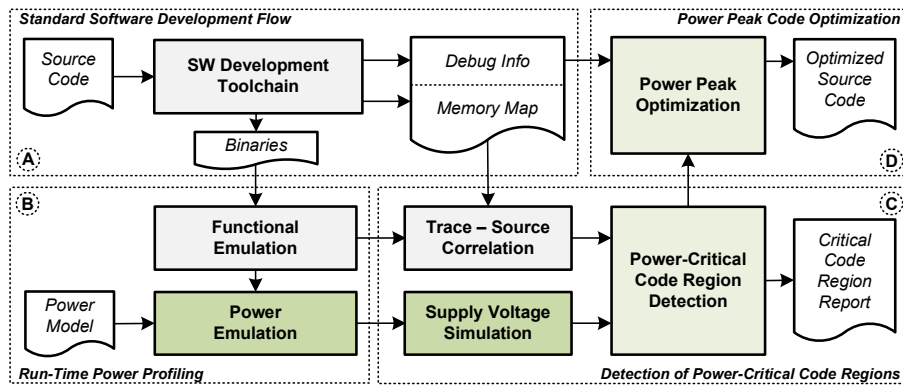 Standard Software Development Flow
Power Peak Code Optimization
Source
Code
SW Development
Toolchain
Debug Info
Memory Map
Power Peak
Optimization
Optimized
Source
Code
Binaries
A
D
B
C
Functional
Emulation
Trace – Source
Correlation
Power-Critical
Code Region
Detection
Critical
Code
Region
Report
Power
Model
Power
Emulation
Supply Voltage
Simulation
Run-Time Power Profiling
Detection of Power-Critical Code Regions